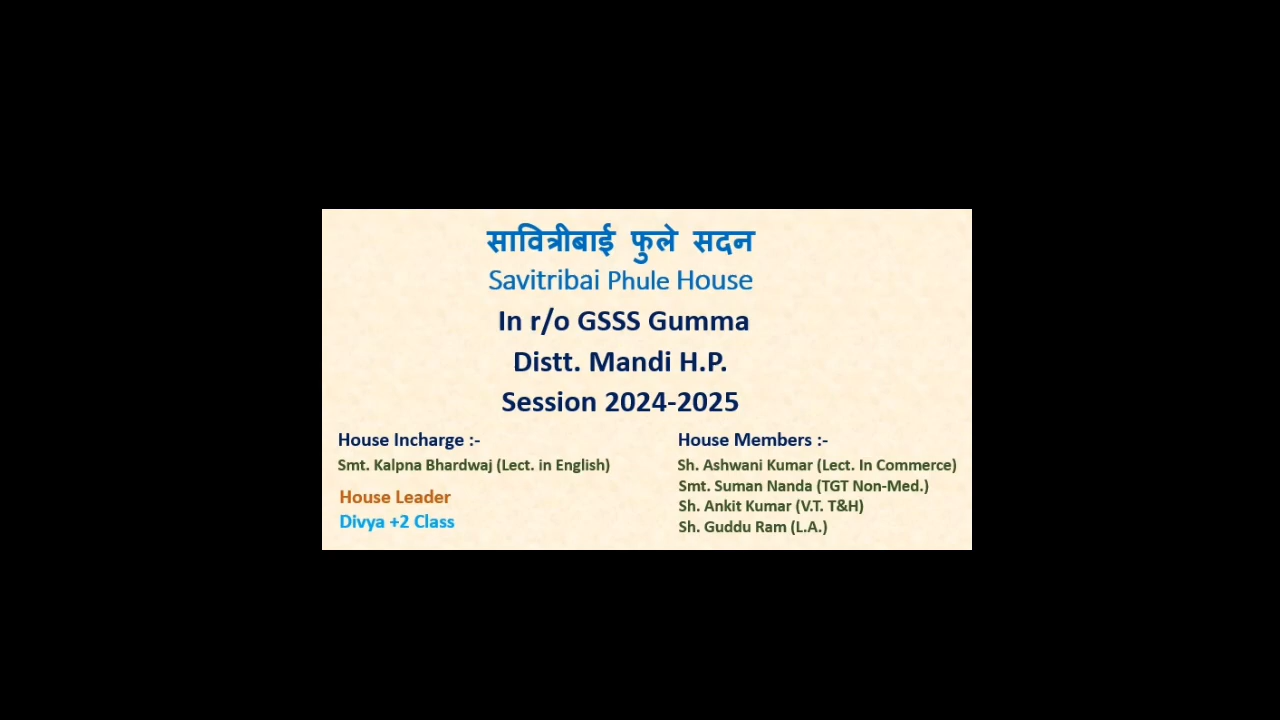 सावित्रीबाई फुले सदन
Savitribai Phule House
In r/o GSSS Gumma
Distt. Mandi H.P.
Session 2024-2025
House Incharge :-
Smt. Kalpna Bhardwaj (Lect. in English)
House Leader
Divya +2 Class
House Members :-
Sh. Ashwani Kumar (Lect. In Commerce)
Smt. Suman Nanda (TGT Non-Med.)
Sh. Ankit Kumar (V.T. T&H)
Sh. Guddu Ram (L.A.)